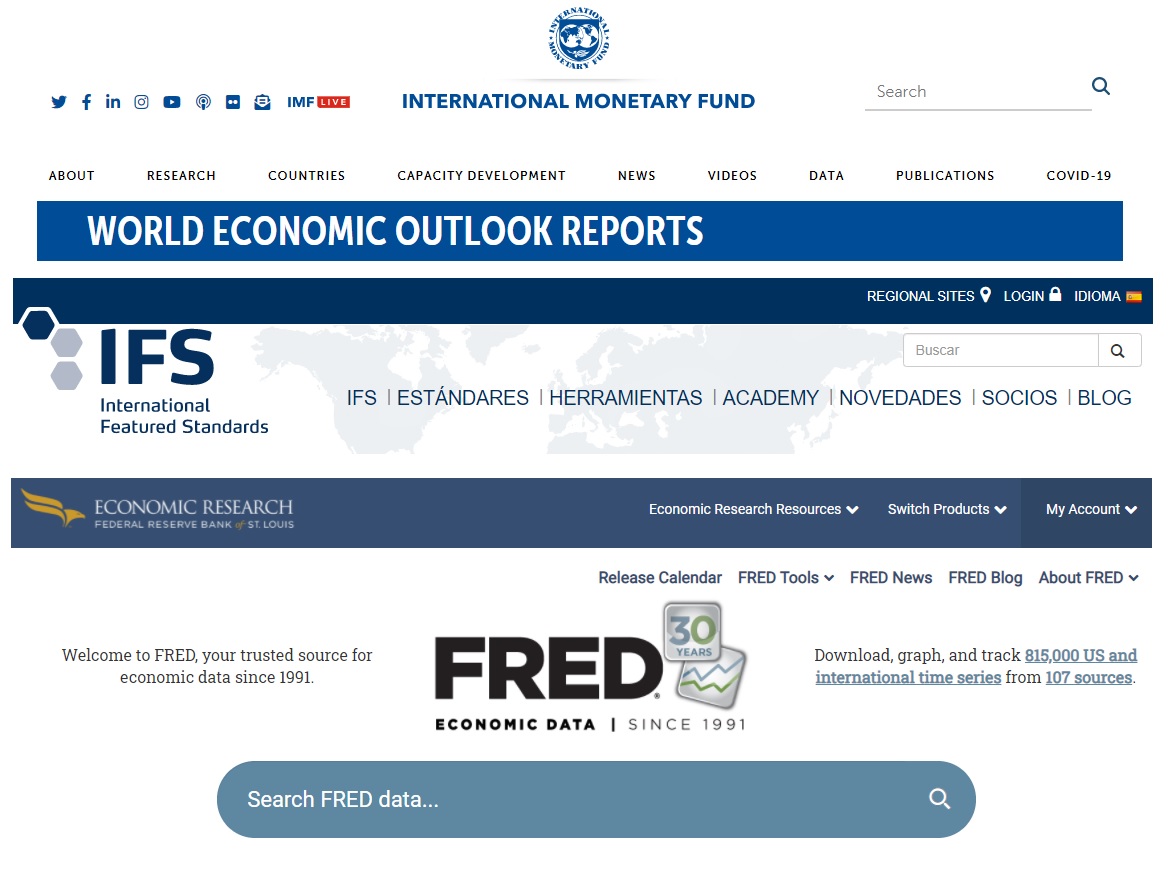 INTERNATIONAL MONETARY FUND
IMF LIVE
INTERNATIONAL MONETARY FUND
Search
ABOUT RESEARCH COUNTRIES CAPACITY DEVELOPMENT NEWS VIDEOS DATA PUBLICATIONS COVID-19
WORLD ECONOMIC OUTLOOK REPORTS
REGIONAL SITES LOGIN IDIOMA
IFS
International
Featured Standards
Buscar
IFS | ESTÁNDARES | HERRAMIENTAS | ACADEMY | NOVEDADES | SOCIOS | BLOG
ECONOMIC RESEARCH
FEDERAL RESERVE BANK of ST. LOUIS
Economic Research Resources Switch Products My Account
Release Calendar FRED Tools FRED News FRED Blog About FRED
Welcome to FRED, your trusted source for
economic data since 1991.
30
YEARS
FRED®
ECONOMIC DATA | SINCE 1991
Download, graph, and track 815,000 US and
international time series from 107 sources.
Search FRED data...